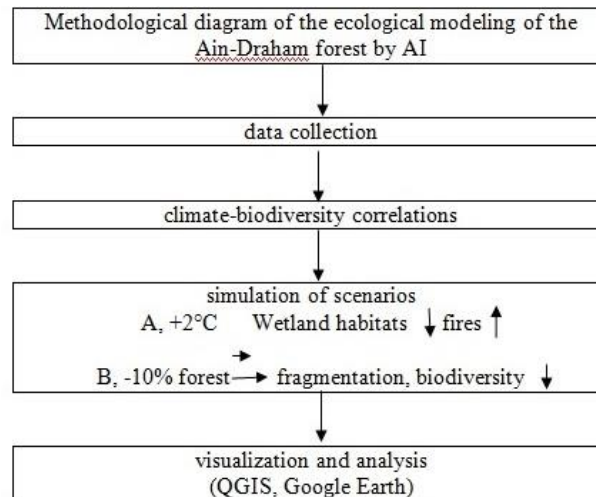 Methodological diagram of the ecological modeling of the
Ain-Draham forest by AI
data collection
climate-biodiversity correlations
simulation of scenarios
A, +2°C Wetland habitats ↓ fires ↑
→
B, -10% forest → fragmentation, biodiversity ↓
visualization and analysis
(QGIS, Google Earth)